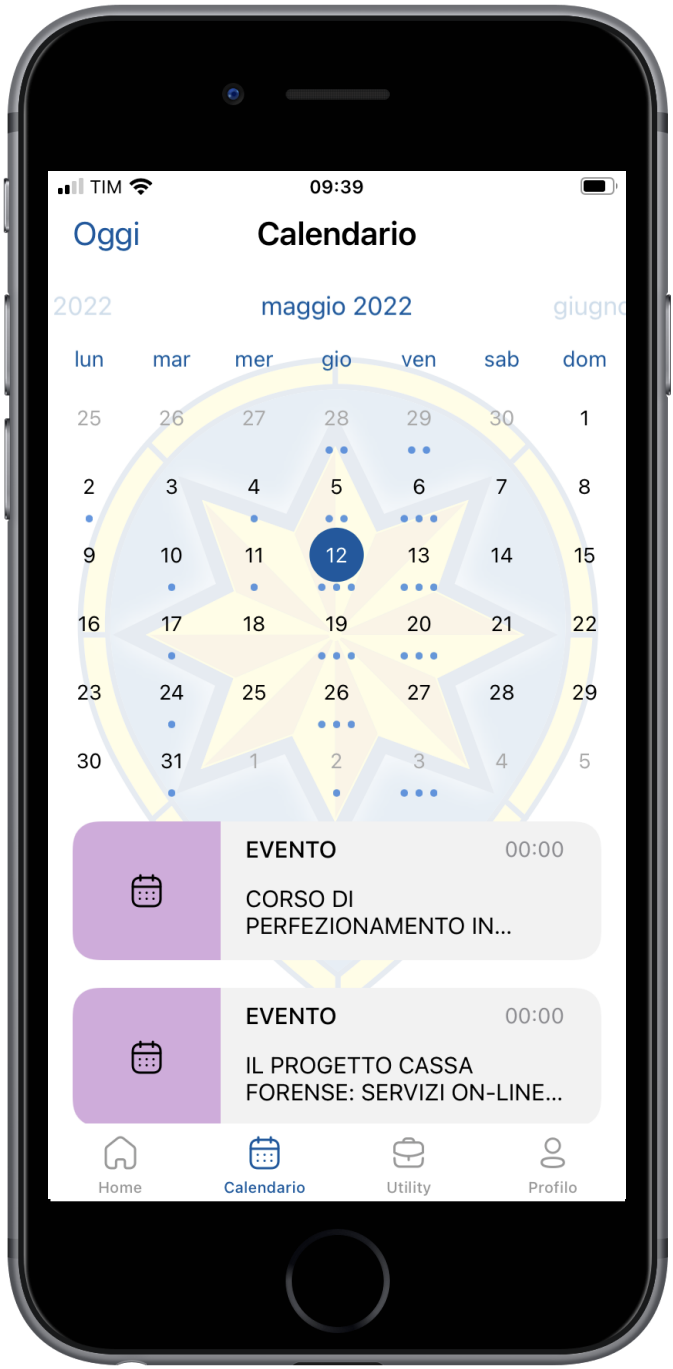 TIM 09:39
Oggi Calendario
2022 maggio 2022 giugno
lun mar mer gio ven sab dom
25 26 27 28 29 30 1
2 3 4 5 6 7 8
9 10 11 12 13 14 15
16 17 18 19 20 21 22
23 24 25 26 27 28 29
30 31 1 2 3 4 5
EVENTO 00:00
CORSO DI
PERFEZIONAMENTO IN...
EVENTO 00:00
IL PROGETTO CASSA
FORENSE: SERVIZI ON-LINE...
Home Calendario Utility Profilo